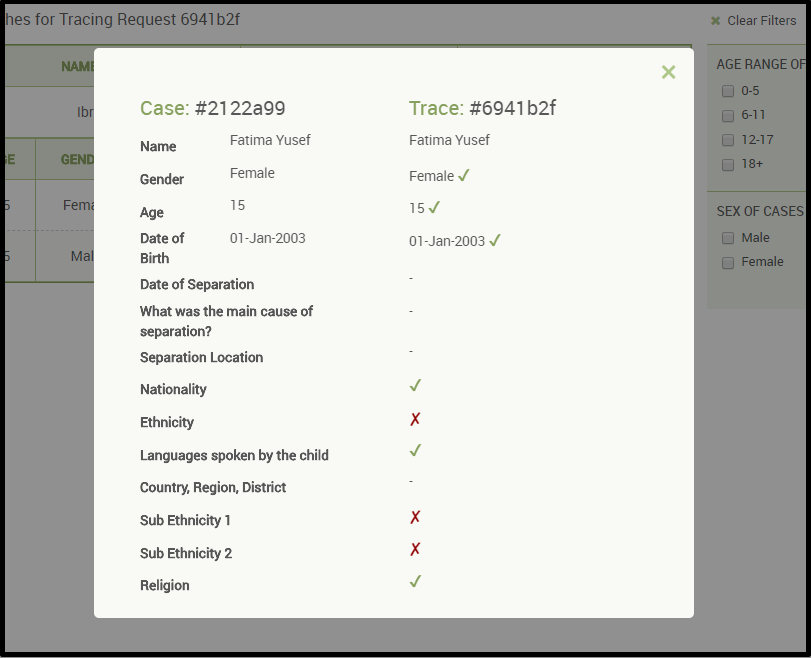 hes for Tracing Request 6941b2f
Clear Filters
NAME
AGE RANGE OF
0-5
6-11
12-17
18+
Ibr
GE GEND
5 Fema
5 Mal
SEX OF CASES
Male
Female
Case: #2122a99 Trace: #6941b2f
Name Fatima Yusef Fatima Yusef
Gender Female Female ✓
Age 15 15 ✓
Date of Birth 01-Jan-2003 01-Jan-2003 ✓
Date of Separation -
What was the main cause of
separation? -
Separation Location -
Nationality ✓
Ethnicity ✗
Languages spoken by the child ✓
Country, Region, District -
Sub Ethnicity 1 ✗
Sub Ethnicity 2 ✗
Religion ✓